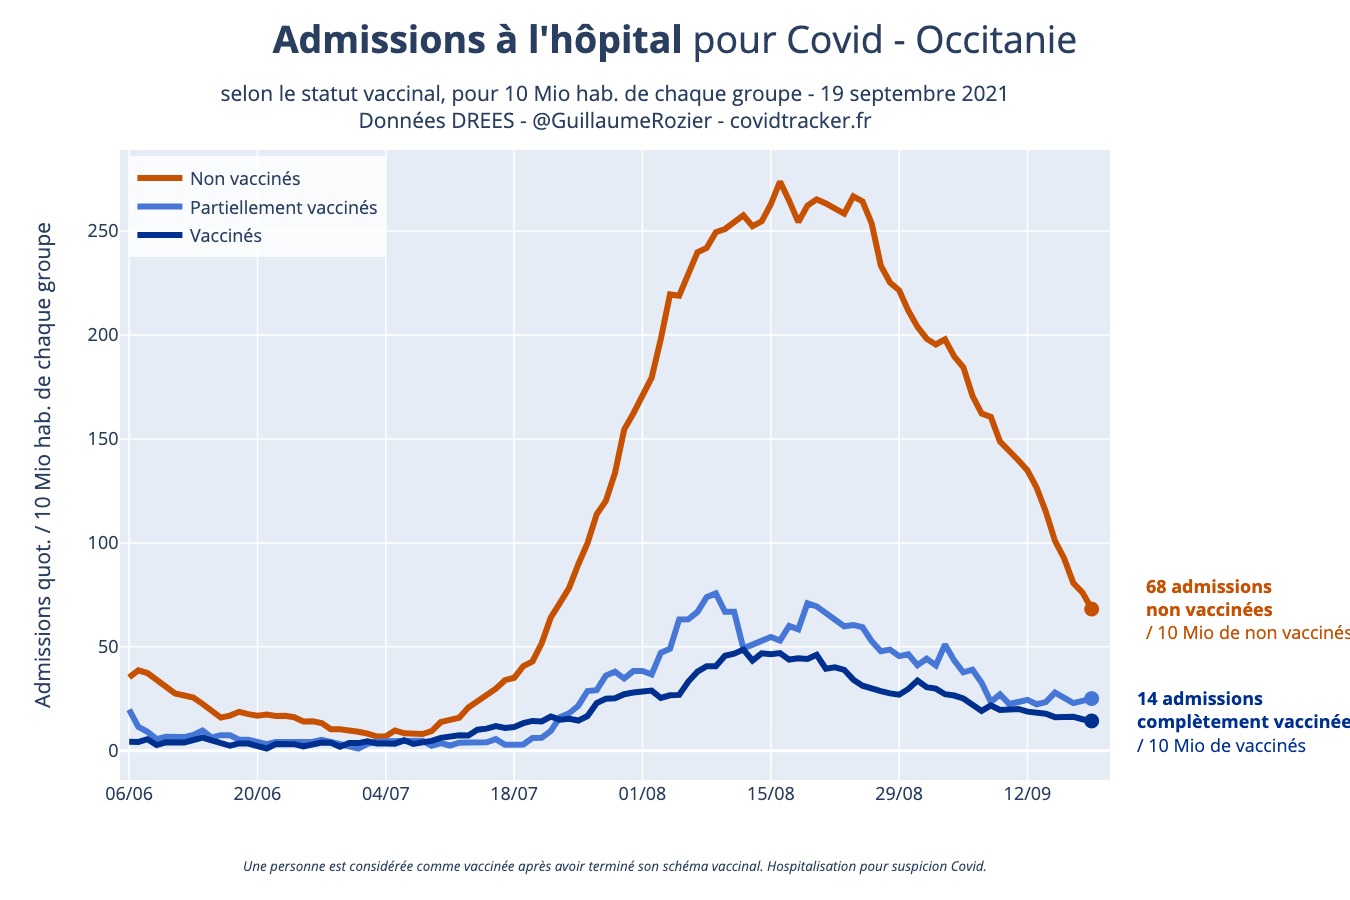 Admissions à l'hôpital pour Covid - Occitanie
selon le statut vaccinal, pour 10 Mio hab. de chaque groupe - 19 septembre 2021
Données DREES - @GuillaumeRozier - covidtracker.fr
Non vaccinés
Partiellement vaccinés
Vaccinés
Admissions quot. / 10 Mio hab. de chaque groupe
250
200
150
100
50
0
06/06
20/06
04/07
18/07
01/08
15/08
29/08
12/09
68 admissions
non vaccinées
/ 10 Mio de non vaccinés
14 admissions
complètement vaccinée
/ 10 Mio de vaccinés
Une personne est considérée comme vaccinée après avoir terminé son schéma vaccinal. Hospitalisation pour suspicion Covid.